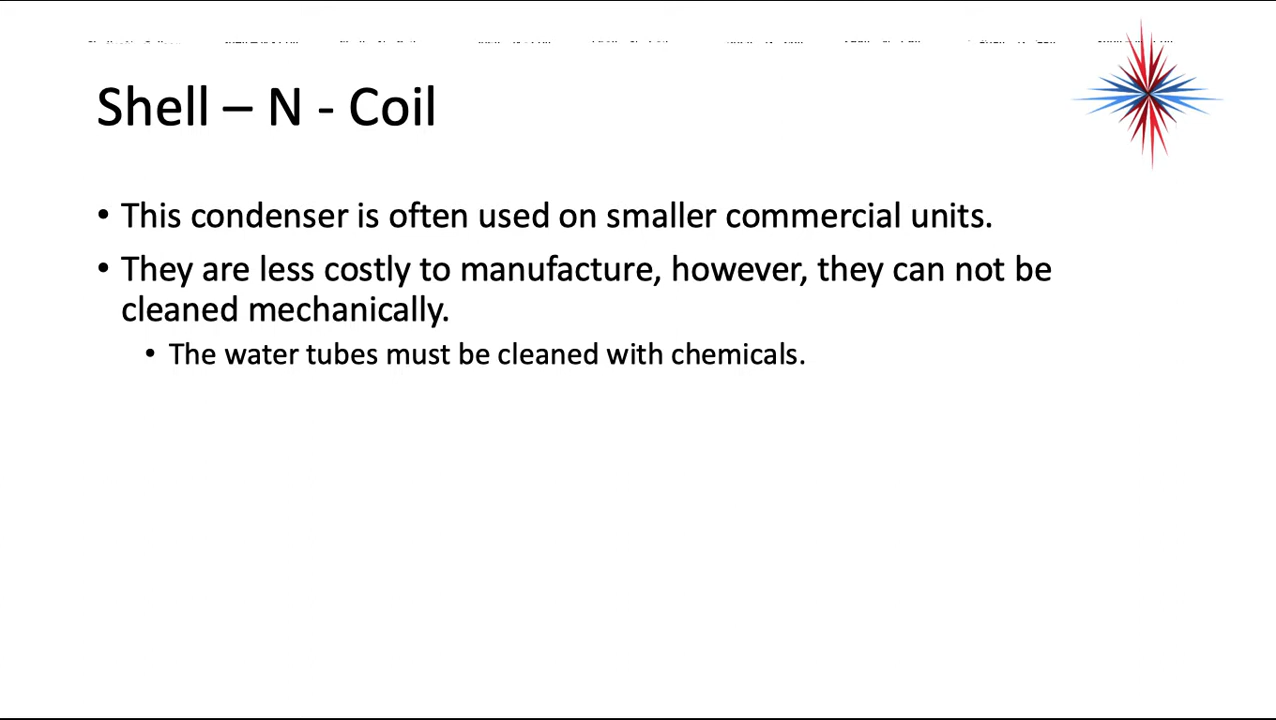 Shell – N - Coil
• This condenser is often used on smaller commercial units.
• They are less costly to manufacture, however, they can not be
cleaned mechanically.
• The water tubes must be cleaned with chemicals.